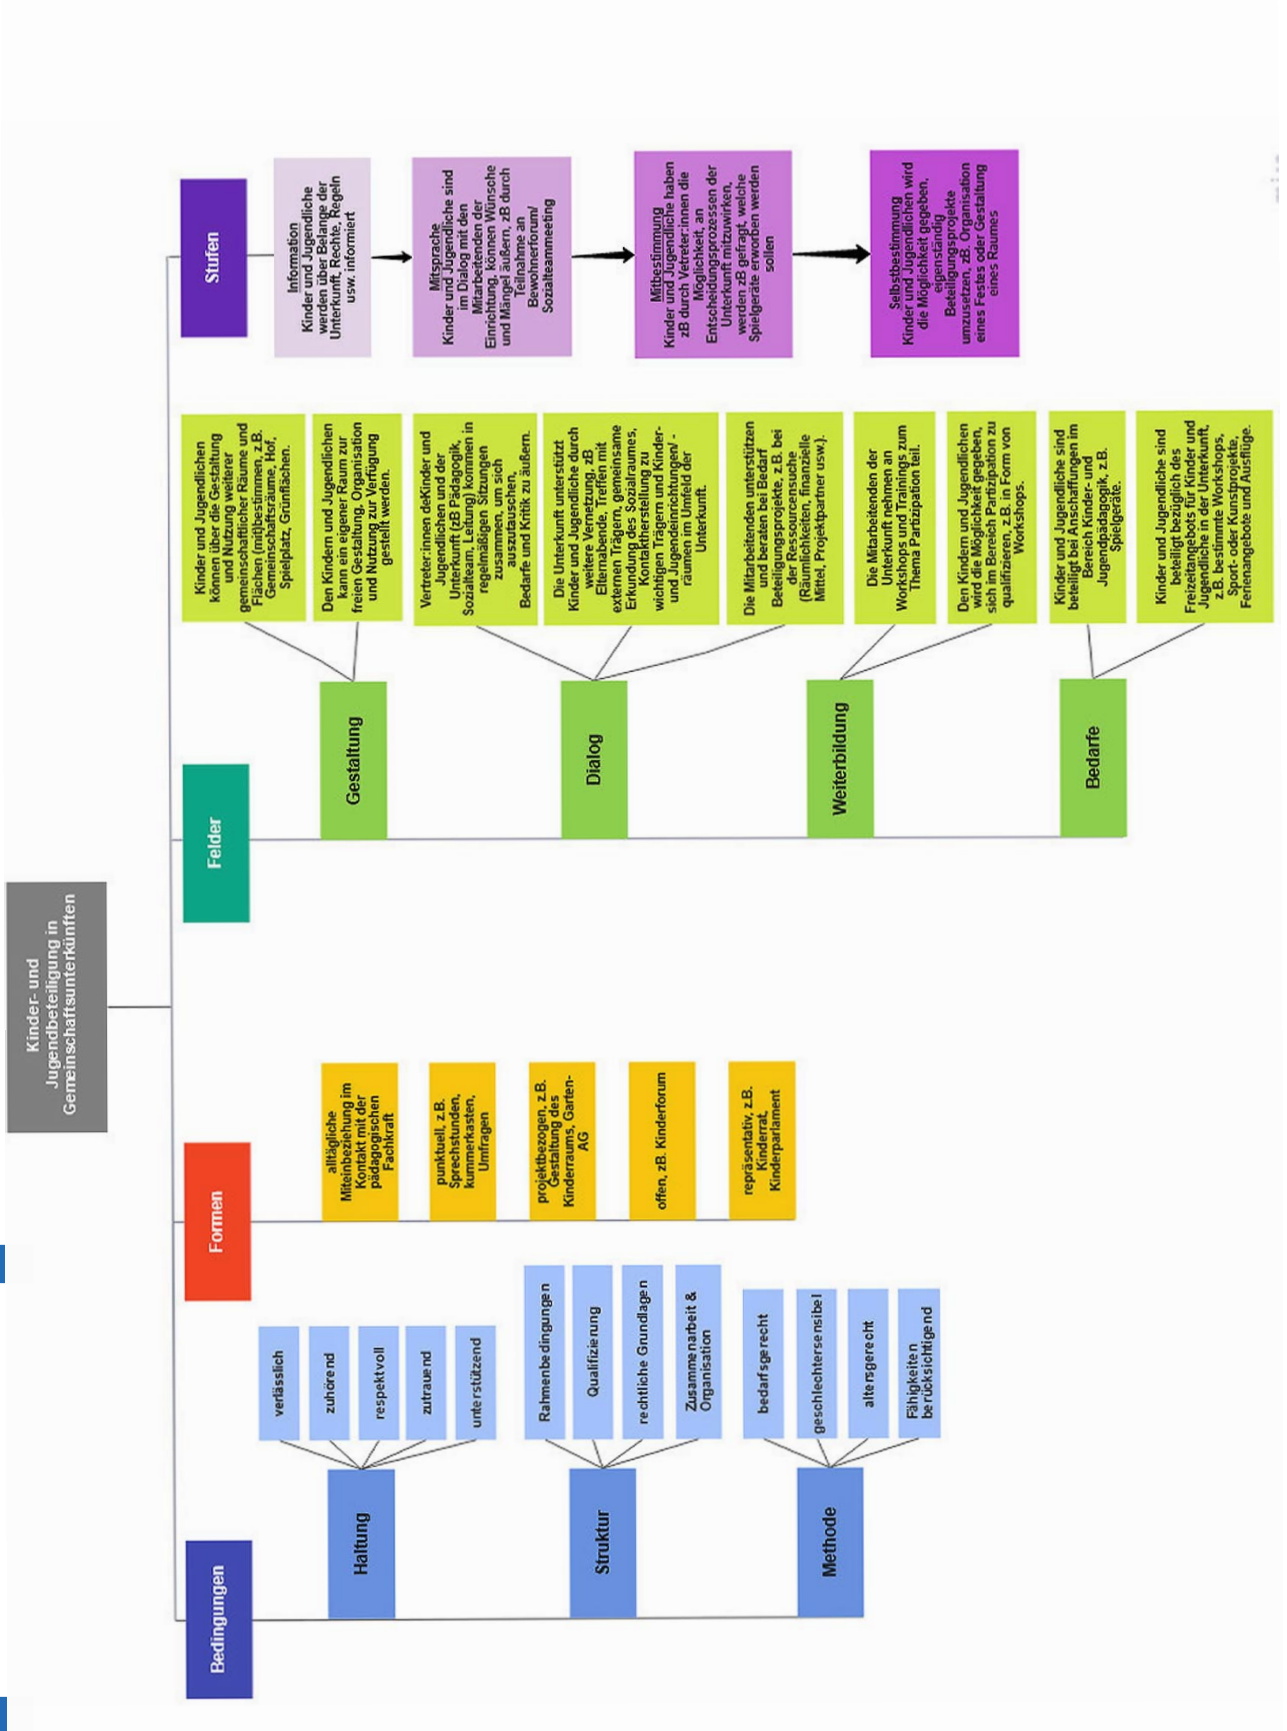 Kinder- und
Jugendbeteiligung in
Gemeinschaftsunterkünften
Bedingungen
Haltung
verlässlich
zuhörend
respektvoll
zutrauend
unterstützend
Struktur
Rahmenbedingungen
Qualifizierung
rechtliche Grundlagen
Zusammenarbeit &
Organisation
Methode
bedarfsgerecht
geschlechtersensibel
altersgerecht
Fähigkeiten
berücksichtigend
Formen
alltägliche
Miteinbeziehung im
Kontakt mit der
pädagogischen
Fachkraft
punktuell, z.B.
Sprechstunden,
kummerkasten,
Umfragen
projektbezogen, z.B.
Gestaltung des
Kinderraums, Garten-
AG
offen, zB. Kinderforum
repräsentativ, z.B.
Kinderrat,
Kinderparlament
Felder
Gestaltung
Kinder und Jugendlichen
können über die Gestaltung
und Nutzung weiterer
gemeinschaftlicher Räume und
Flächen (mit)bestimmen, z.B.
Gemeinschaftsräume, Hof,
Spielplatz, Grünflächen.
Den Kindern und Jugendlichen
kann ein eigener Raum zur
freien Gestaltung, Organisation
und Nutzung zur Verfügung
gestellt werden.
Dialog
Vertreter:innen deKinder und
Jugendlichen und der
Unterkunft (zB Pädagogik,
Sozialteam, Leitung) kommen in
regelmäßigen Sitzungen
zusammen, um sich
auszutauschen,
Bedarfe und Kritik zu äußern.
Die Unterkunft unterstützt
Kinder und Jugendliche durch
weitere Vernetzung, zB
Elternabende, Treffen mit
externen Trägern, gemeinsame
Erkundung des Sozialraumes,
Kontaktherstellung zu
wichtigen Trägern und Kinder-
und Jugendeinrichtungen/ -
räumen im Umfeld der
Unterkunft.
Die Mitarbeitenden unterstützen
und beraten bei Bedarf
Beteiligungsprojekte, z.B. bei
der Ressourcensuche
(Räumlichkeiten, finanzielle
Mittel, Projektpartner usw.).
Weiterbildung
Die Mitarbeitenden der
Unterkunft nehmen an
Workshops und Trainings zum
Thema Partizipation teil.
Den Kindern und Jugendlichen
wird die Möglichkeit gegeben,
sich im Bereich Partizipation zu
qualifizieren, z.B. in Form von
Workshops.
Bedarfe
Kinder und Jugendliche sind
beteiligt bei Anschaffungen im
Bereich Kinder- und
Jugendpädagogik, z.B.
Spielgeräte.
Kinder und Jugendliche sind
beteiligt bezüglich des
Freizeitangebots für Kinder und
Jugendliche in der Unterkunft,
z.B. bestimmte Workshops,
Sport- oder Kunstprojekte,
Ferienangebote und Ausflüge.
Stufen
Information
Kinder und Jugendliche
werden über Belange der
Unterkunft, Rechte, Regeln
usw. informiert
Mitsprache
Kinder und Jugendliche sind
im Dialog mit den
Mitarbeitenden der
Einrichtung, können Wünsche
und Mängel äußern, zB durch
Teilnahme an
Bewohnerforum/
Sozialteammeeting
Mitbestimmung
Kinder und Jugendliche haben
zB durch Vetreter:innen die
Möglichkeit, an
Entscheidungsprozessen der
Unterkunft mitzuwirken,
werden zB gefragt, welche
Spielgeräte erworben werden
sollen
Selbstbestimmung
Kinder und Jugendlichen wird
die Möglichkeit gegeben,
eigenständig
Beteiligungsprojekte
umzusetzen, zB. Organisation
eines Festes oder Gestaltung
eines Raumes